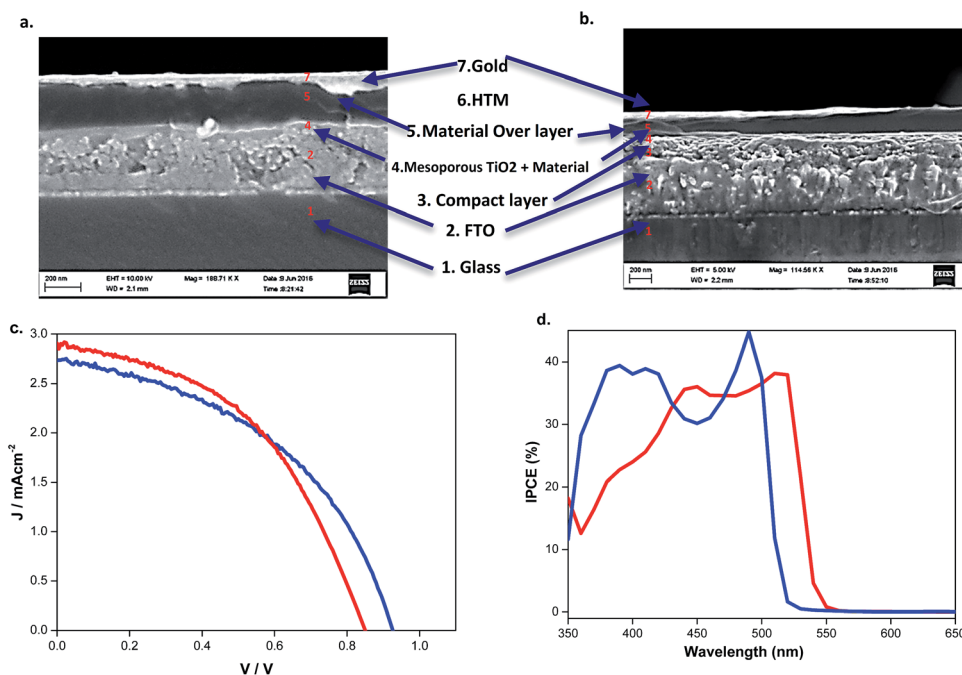 a.
b.
7.Gold
6.HTM
5.Material Over layer
4.Mesoporous TiO2 + Material
3. Compact layer
2. FTO
1. Glass
7
5
4
2
1
7
5
4
1
200 nm
EHT = 10.00 kV
WD = 2.1 mm
Mag = 188.71 K X
Date :9 Jun 2016
Time :8:21:42
ZEISS
200 nm
EHT = 5.00 kV
WD = 2.2 mm
Mag = 114.56 K X
Date :9 Jun 2016
Time :8:52:10
ZEISS
c.
3.0
2.5
2.0
1.5
1.0
0.5
0.0
J / mAcm⁻²
0.0 0.2 0.4 0.6 0.8 1.0
V / V
d.
40
30
20
10
0
IPCE (%)
350 400 450 500 550 600 650
Wavelength (nm)